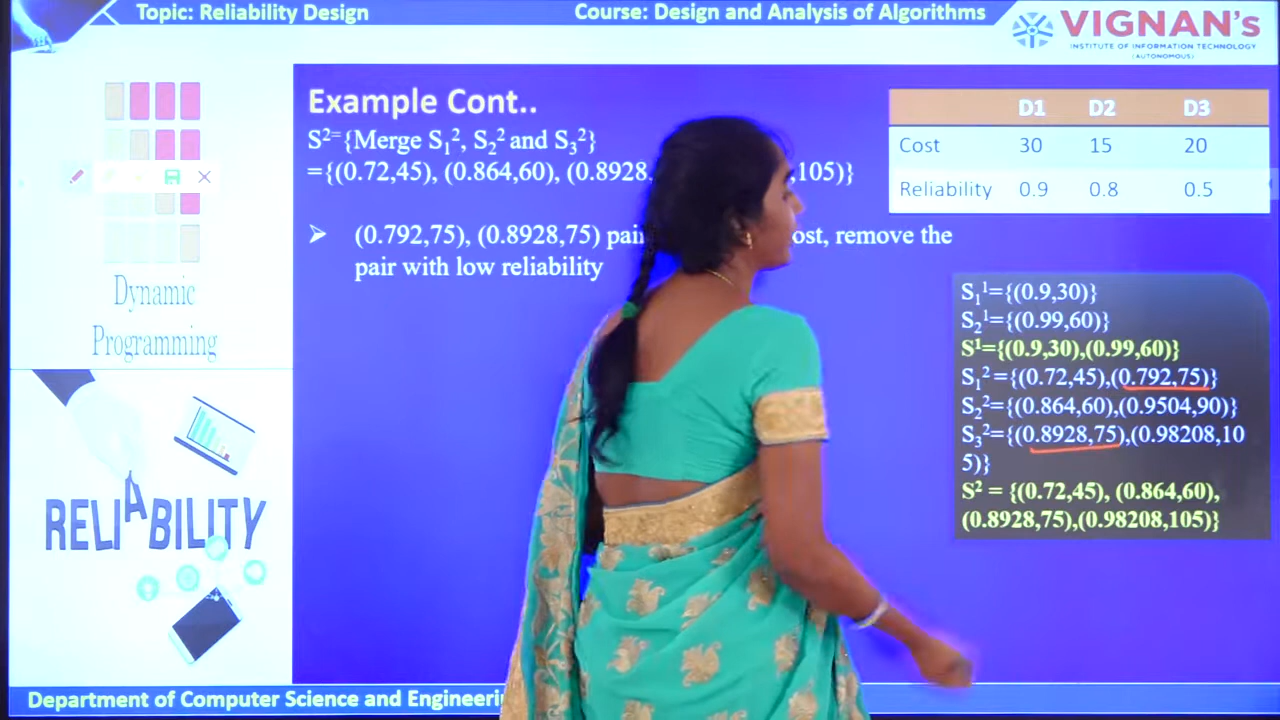 Topic: Reliability Design
Course: Design and Analysis of Algorithms
VIGNAN's
INSTITUTE OF INFORMATION TECHNOLOGY
(AUTONOMOUS)
Example Cont..
S²={Merge S₁², S₂² and S₃²}
={(0.72,45), (0.864,60), (0.8928, ,105)}
➢ (0.792,75), (0.8928,75) remove the
pair with low reliability
D1 D2 D3
Cost 30 15 20
Reliability 0.9 0.8 0.5
S₁¹={(0.9,30)}
S₂¹={(0.99,60)}
S¹={(0.9,30),(0.99,60)}
S₁²={(0.72,45),(0.792,75)}
S₂²={(0.864,60),(0.9504,90)}
S₃²={(0.8928,75),(0.98208,10
5)}
S² = {(0.72,45), (0.864,60),
(0.8928,75),(0.98208,105)}
Dynamic
Programming
RELIABILITY
Department of Computer Science and